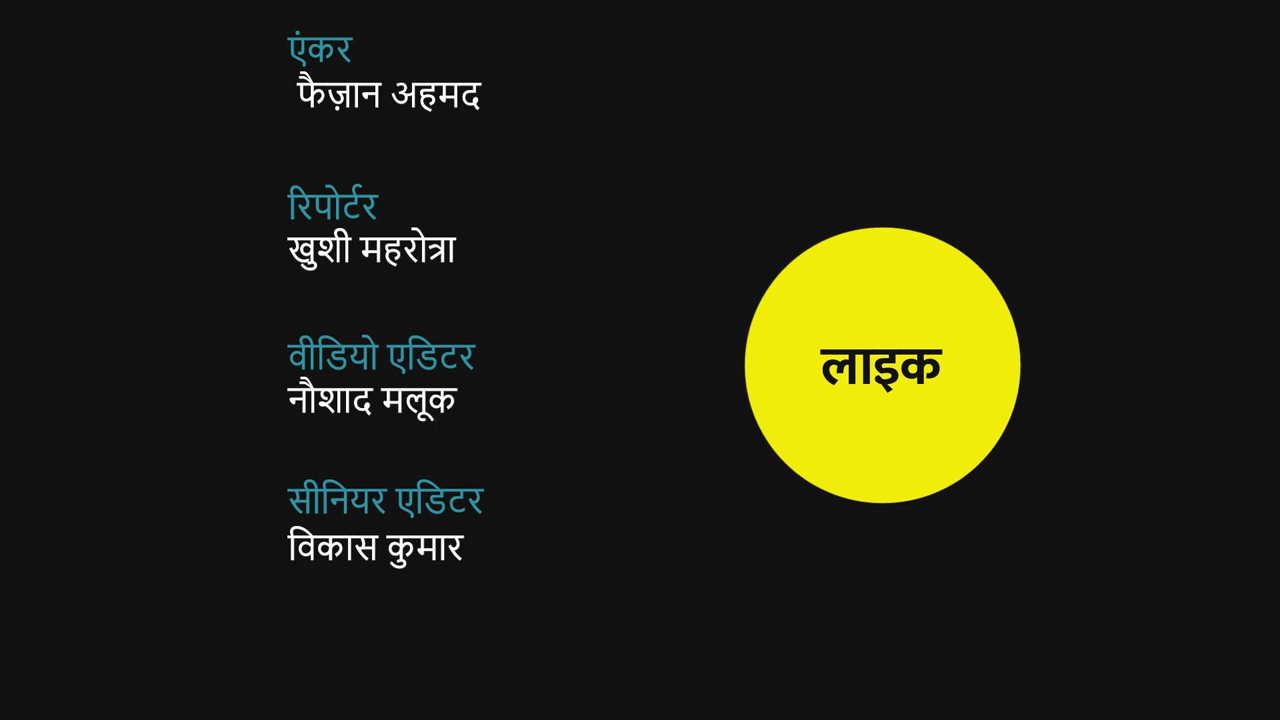 एंकर
फैज़ान अहमद
रिपोर्टर
खुशी महरोत्रा
वीडियो एडिटर
नौशाद मलूक
सीनियर एडिटर
विकास कुमार
लाइक